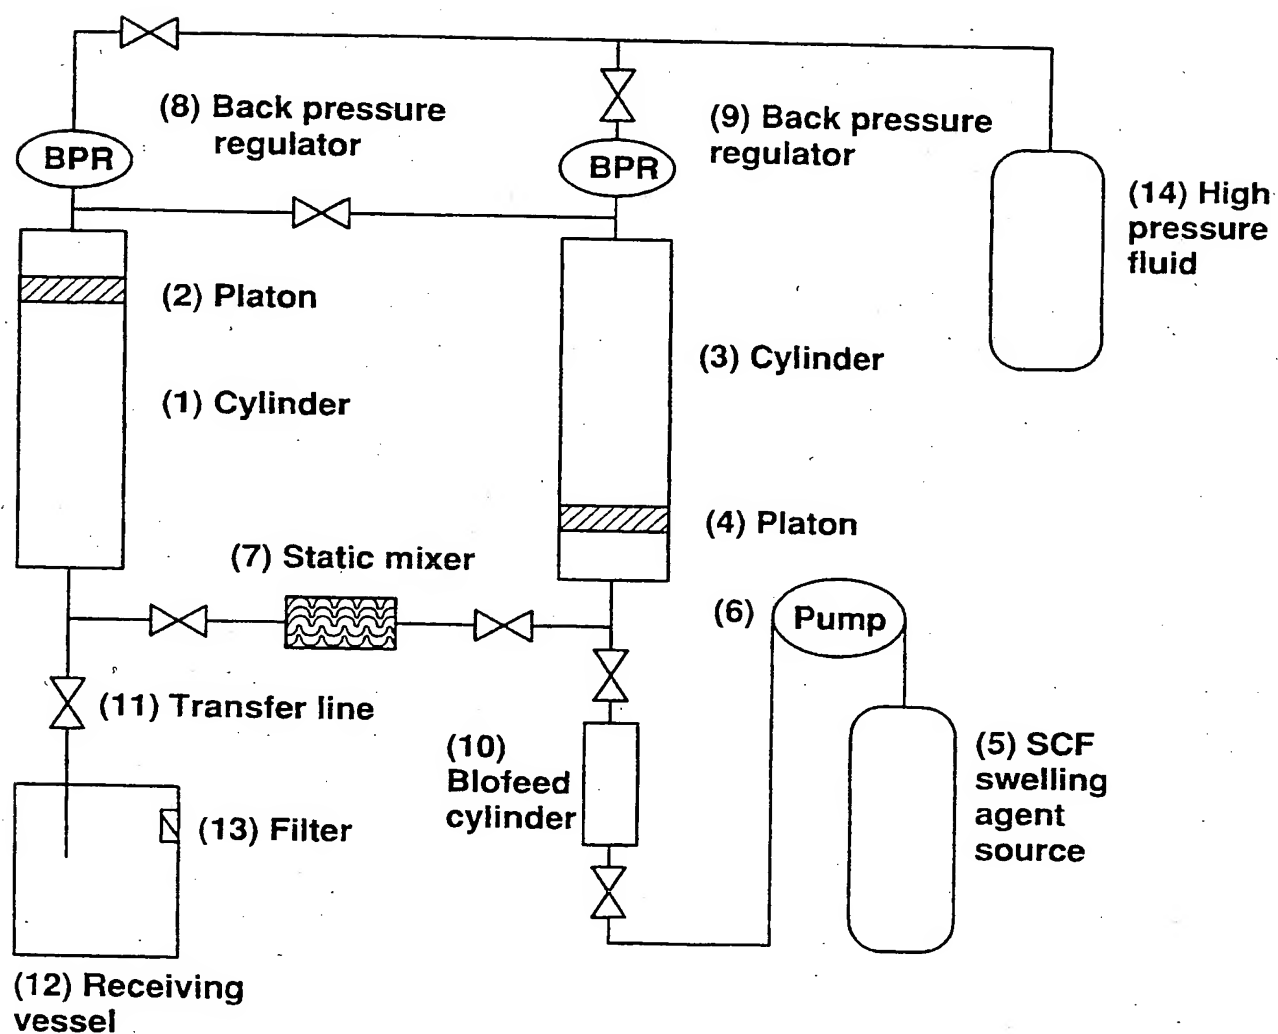 (8) Back pressure
regulator
(9) Back pressure
regulator
BPR
BPR
(14) High
pressure
fluid
(2) Platon
(3) Cylinder
(1) Cylinder
(4) Platon
(7) Static mixer
(6)
Pump
(11) Transfer line
(10)
Blofeed
cylinder
(5) SCF
swelling
agent
source
(13) Filter
(12) Receiving
vessel